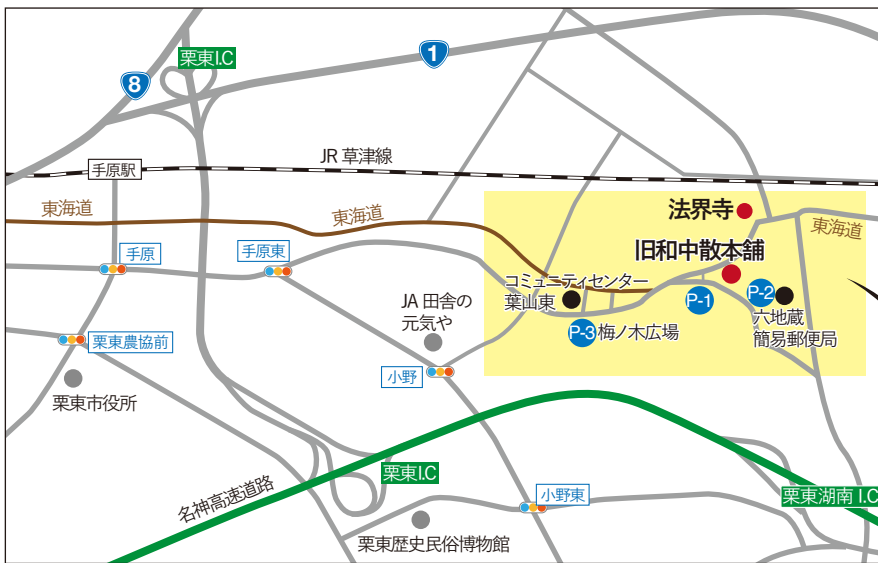 栗東I.C
1
8
JR 草津線
手原駅
東海道
東海道
法界寺
東海道
手原
手原東
旧和中散本舗
コミュニティセンター
葉山東
P-1
P-2
六地蔵
簡易郵便局
JA 田舎の
元気や
P-3
梅ノ木広場
栗東農協前
小野
栗東市役所
栗東I.C
名神高速道路
小野東
栗東湖南 I.C
栗東歴史民俗博物館